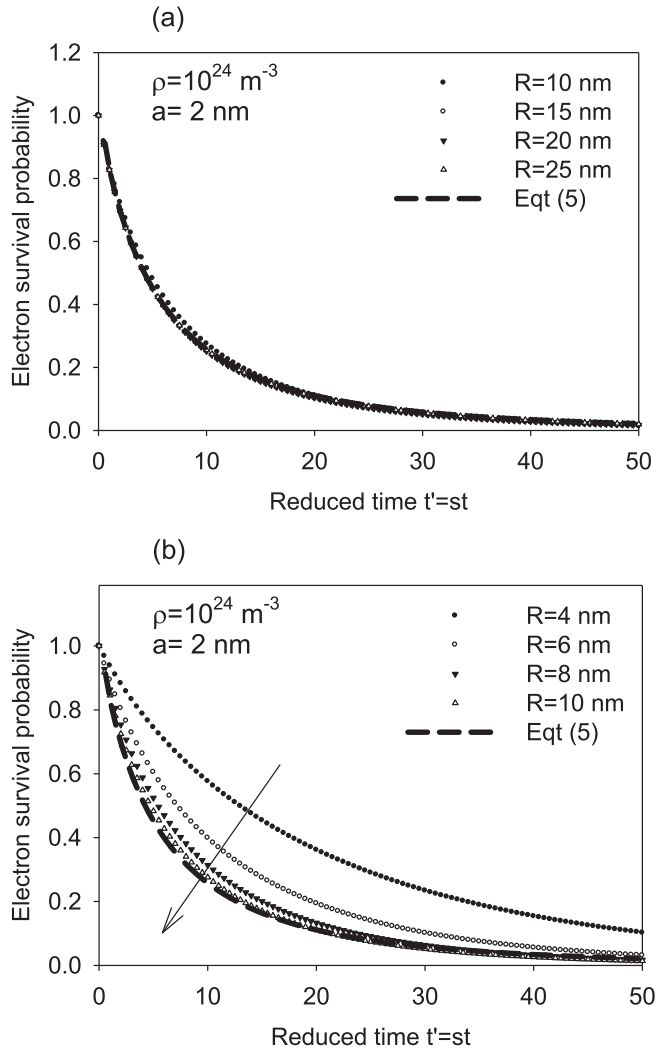 (a)
ρ=10²⁴ m⁻³
a= 2 nm
R=10 nm
R=15 nm
R=20 nm
R=25 nm
Eqt (5)
Electron survival probability
1.2
1.0
0.8
0.6
0.4
0.2
0.0
0 10 20 30 40 50
Reduced time t'=st
(b)
ρ=10²⁴ m⁻³
a= 2 nm
R=4 nm
R=6 nm
R=8 nm
R=10 nm
Eqt (5)
Electron survival probability
1.0
0.8
0.6
0.4
0.2
0.0
0 10 20 30 40 50
Reduced time t'=st